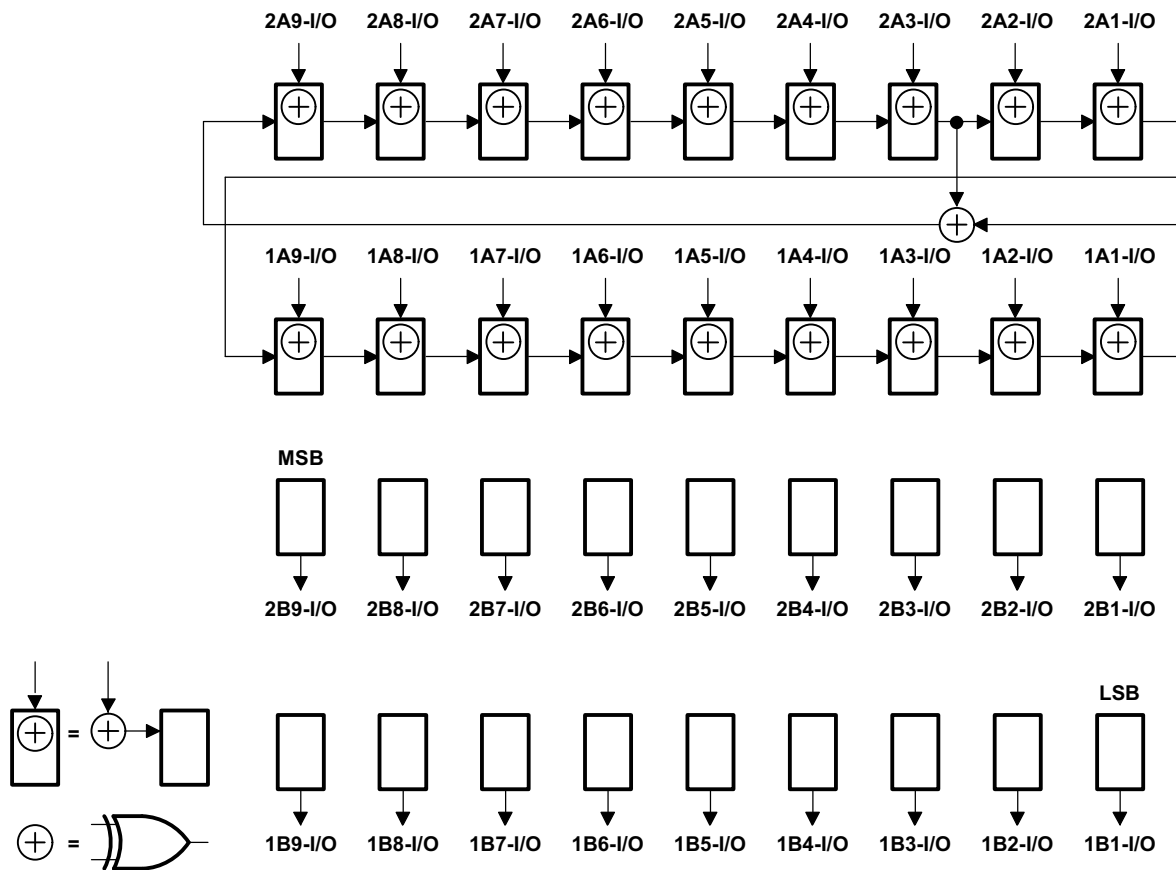 2A9-I/O 2A8-I/O 2A7-I/O 2A6-I/O 2A5-I/O 2A4-I/O 2A3-I/O 2A2-I/O 2A1-I/O
1A9-I/O 1A8-I/O 1A7-I/O 1A6-I/O 1A5-I/O 1A4-I/O 1A3-I/O 1A2-I/O 1A1-I/O
MSB
2B9-I/O 2B8-I/O 2B7-I/O 2B6-I/O 2B5-I/O 2B4-I/O 2B3-I/O 2B2-I/O 2B1-I/O
LSB
=
=
1B9-I/O 1B8-I/O 1B7-I/O 1B6-I/O 1B5-I/O 1B4-I/O 1B3-I/O 1B2-I/O 1B1-I/O